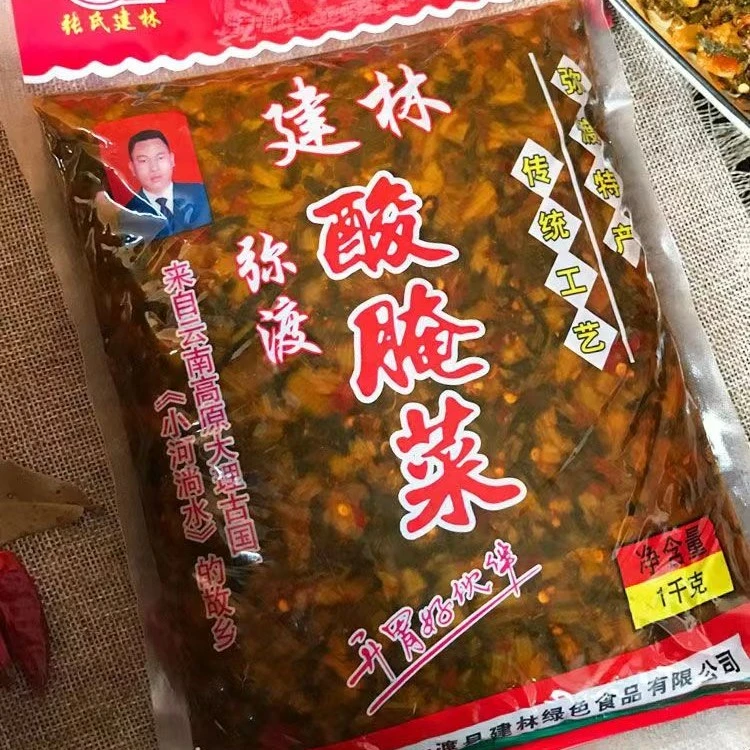 张氏建林
建林
弥渡
酸腌菜
弥渡特产
传统工艺
来自云南高原大理古国
《小河淌水》的故乡
开胃好伙伴
净含量
1千克
渡县建林绿色食品有限公司